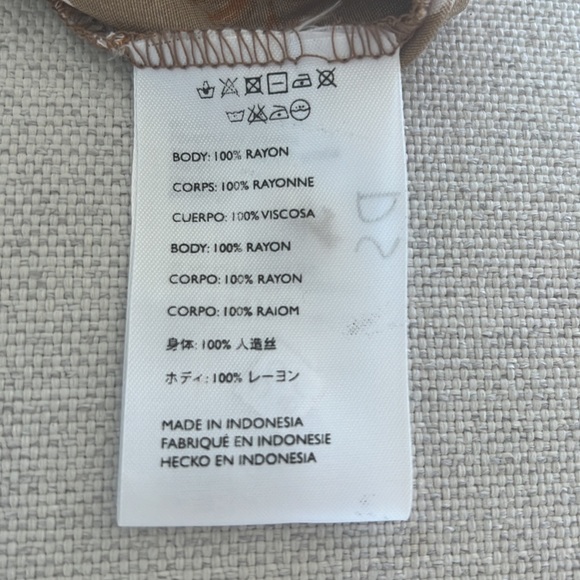 BODY: 100% RAYON
CORPS: 100% RAYONNE
CUERPO: 100% VISCOSA
BODY: 100% RAYON
CORPO: 100% RAYON
CORPO: 100% RAIOM
身体: 100% 人造丝
ホディ: 100% レーヨン
MADE IN INDONESIA
FABRIQUÉ EN INDONESIE
HECKO EN INDONESIA